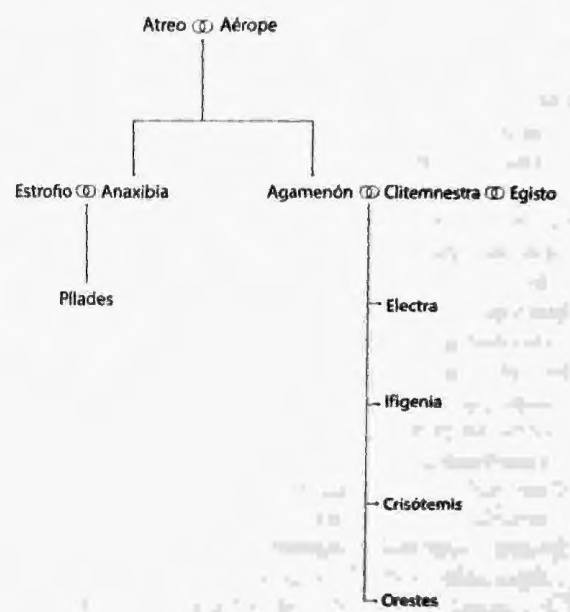 Atreo ⚭ Aérope
Estrofio ⚭ Anaxibia
Agamenón ⚭ Clitemnestra ⚭ Egisto
Pílades
Electra
Ifigenia
Crisótemis
Orestes